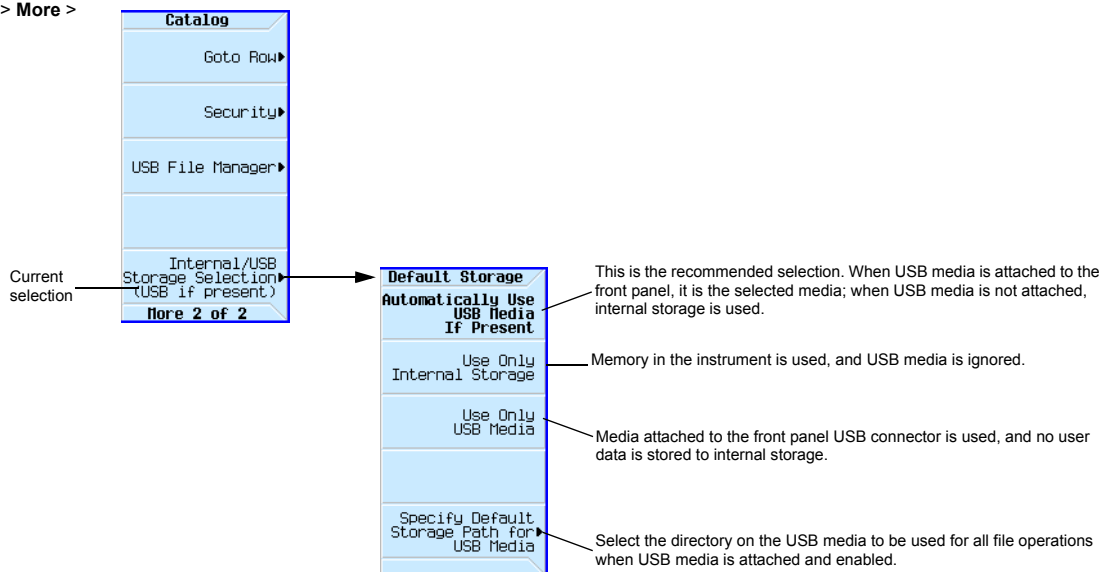 > More >
Catalog
Goto Row
Security
USB File Manager
Internal/USB
Storage Selection
(USB if present)
More 2 of 2
Current
selection
Default Storage
Automatically Use
USB Media
If Present
Use Only
Internal Storage
Use Only
USB Media
Specify Default
Storage Path for
USB Media
This is the recommended selection. When USB media is attached to the
front panel, it is the selected media; when USB media is not attached,
internal storage is used.
Memory in the instrument is used, and USB media is ignored.
Media attached to the front panel USB connector is used, and no user
data is stored to internal storage.
Select the directory on the USB media to be used for all file operations
when USB media is attached and enabled.